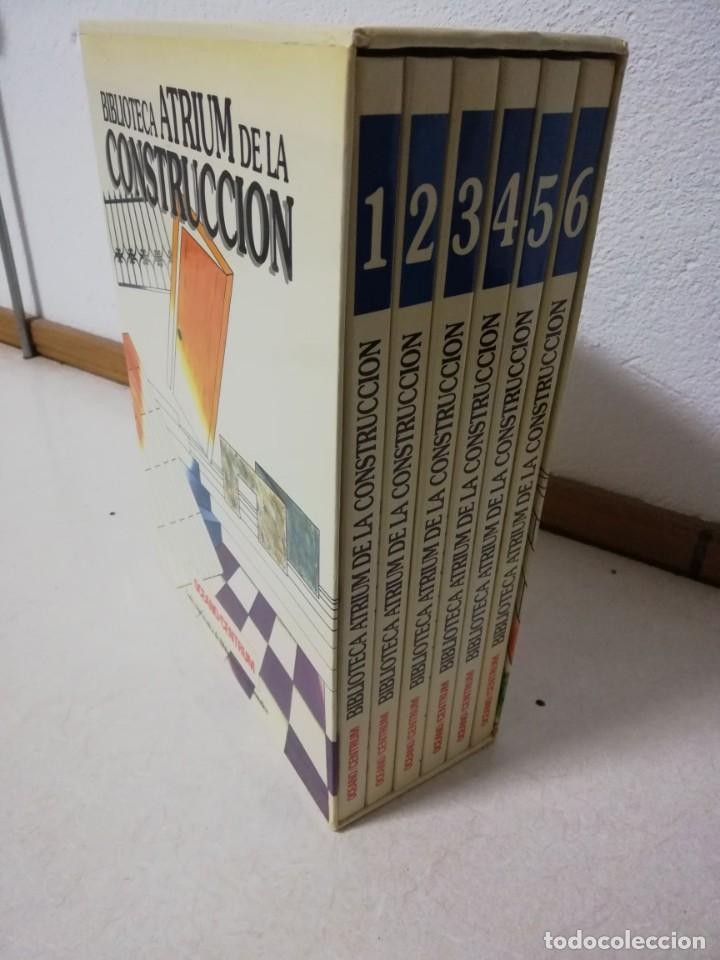 BIBLIOTECA ATRIUM DE LA
CONSTRUCCION
OCEANO/CENTRUM
1
BIBLIOTECA ATRIUM DE LA CONSTRUCCION
OCEANO/CENTRUM
2
BIBLIOTECA ATRIUM DE LA CONSTRUCCION
OCEANO/CENTRUM
3
BIBLIOTECA ATRIUM DE LA CONSTRUCCION
OCEANO/CENTRUM
4
BIBLIOTECA ATRIUM DE LA CONSTRUCCION
OCEANO/CENTRUM
5
BIBLIOTECA ATRIUM DE LA CONSTRUCCION
OCEANO/CENTRUM
6
BIBLIOTECA ATRIUM DE LA CONSTRUCCION
OCEANO/CENTRUM
todocoleccion